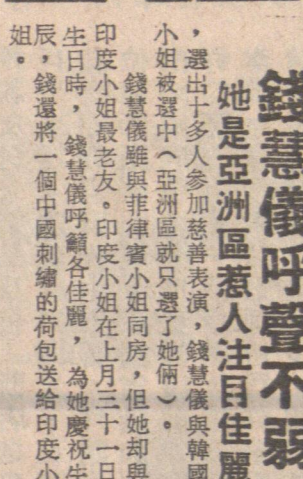 錢慧儀呼聲不弱
她是亞洲區惹人注目佳麗
，選出十多人參加慈善表演，錢慧儀與韓國
小姐被選中（亞洲區就只選了她倆）。
錢慧儀雖與菲律賓小姐同房，但她却與
印度小姐最老友。印度小姐在上月三十一日
生日時，錢慧儀呼籲各佳麗，為她慶祝生
辰，錢還將一個中國刺繡的荷包送給印度小
姐。